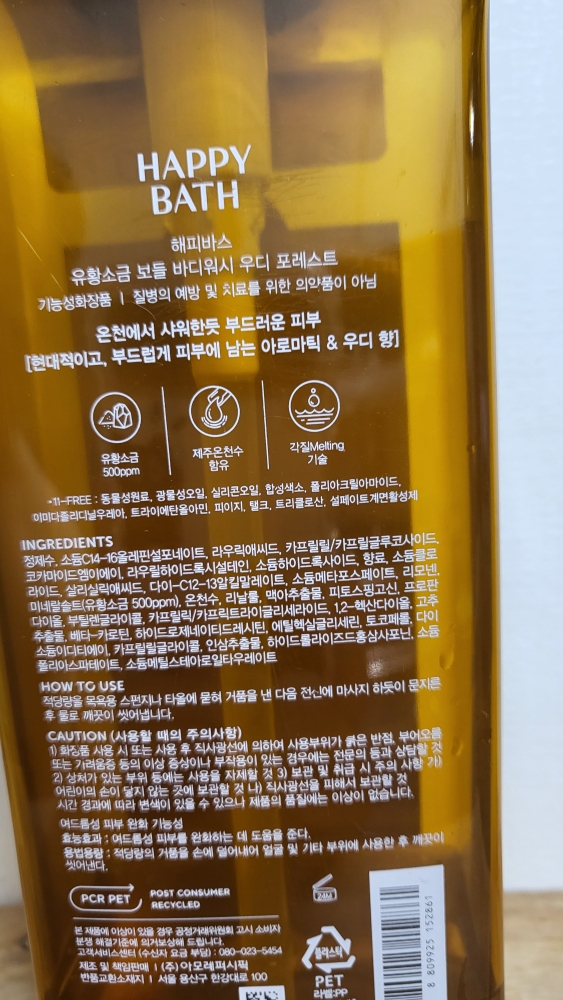 HAPPY
BATH
해피바스
유황소금 보들 바디워시 우디 포레스트
기능성화장품 | 질병의 예방 및 치료를 위한 의약품이 아님
온천에서 샤워한듯 부드러운 피부
[현대적이고, 부드럽게 피부에 남는 아로마틱 & 우디 향]
유황소금
500ppm
제주온천수
함유
각질Melting
기술
*11-FREE : 동물성원료, 광물성오일, 실리콘오일, 합성색소, 폴리아크릴아마이드,
이미다졸리디닐우레아, 트라이에탄올아민, 피이지, 탤크, 트리클로산, 설페이트계면활성제
INGREDIENTS
정제수, 소듐C14-16올레핀설포네이트, 라우릭애씨드, 카프릴릴/카프릴글루코사이드,
코카마이드엠이에이, 라우릴하이드록시설테인, 소듐하이드록사이드, 향료, 소듐클로
라이드, 살리실릭애씨드, 다이-C12-13알킬말레이트, 소듐메타포스페이트, 리모넨,
미네랄솔트(유황소금 500ppm), 온천수, 리날룰, 맥아추출물, 피토스핑고신, 프로판
다이올, 부틸렌글라이콜, 카프릴릭/카프릭트라이글리세라이드, 1,2-헥산다이올, 고추
추출물, 베타-카로틴, 하이드로제네이티드레시틴, 에틸헥실글리세린, 토코페롤, 다이
소듐이디티에이, 카프릴릴글라이콜, 인삼추출물, 하이드롤라이즈드홍삼사포닌, 소듐
폴리아스파테이트, 소듐메틸스테아로일타우레이트
HOW TO USE
적당량을 목욕용 스펀지나 타올에 묻혀 거품을 낸 다음 전신에 마사지 하듯이 문지른
후 물로 깨끗이 씻어냅니다.
CAUTION (사용할 때의 주의사항)
1) 화장품 사용 시 또는 사용 후 직사광선에 의하여 사용부위가 붉은 반점, 부어오름
또는 가려움증 등의 이상 증상이나 부작용이 있는 경우에는 전문의 등과 상담할 것
2) 상처가 있는 부위 등에는 사용을 자제할 것 3) 보관 및 취급 시 주의 사항 가)
어린이의 손이 닿지 않는 곳에 보관할 것 나) 직사광선을 피해서 보관할 것
시간 경과에 따라 변색이 있을 수 있으나 제품의 품질에는 이상이 없습니다.
여드름성 피부 완화 기능성
효능효과 : 여드름성 피부를 완화하는 데 도움을 준다.
용법용량 : 적당량의 거품을 손에 덜어내어 얼굴 및 기타 부위에 사용한 후 깨끗이
씻어낸다.
PCR PET
POST CONSUMER
RECYCLED
24M
본 제품에 이상이 있을 경우 공정거래위원회 고시 소비자
분쟁 해결기준에 의거보상해 드립니다.
고객서비스센터 (수신자 요금 부담) : 080-023-5454
제조 및 책임판매 | (주)아모레퍼시픽
반품교환소재지 | 서울 용산구 한강대로 100
플라스틱
PET
라벨:PP
8 809925 152861